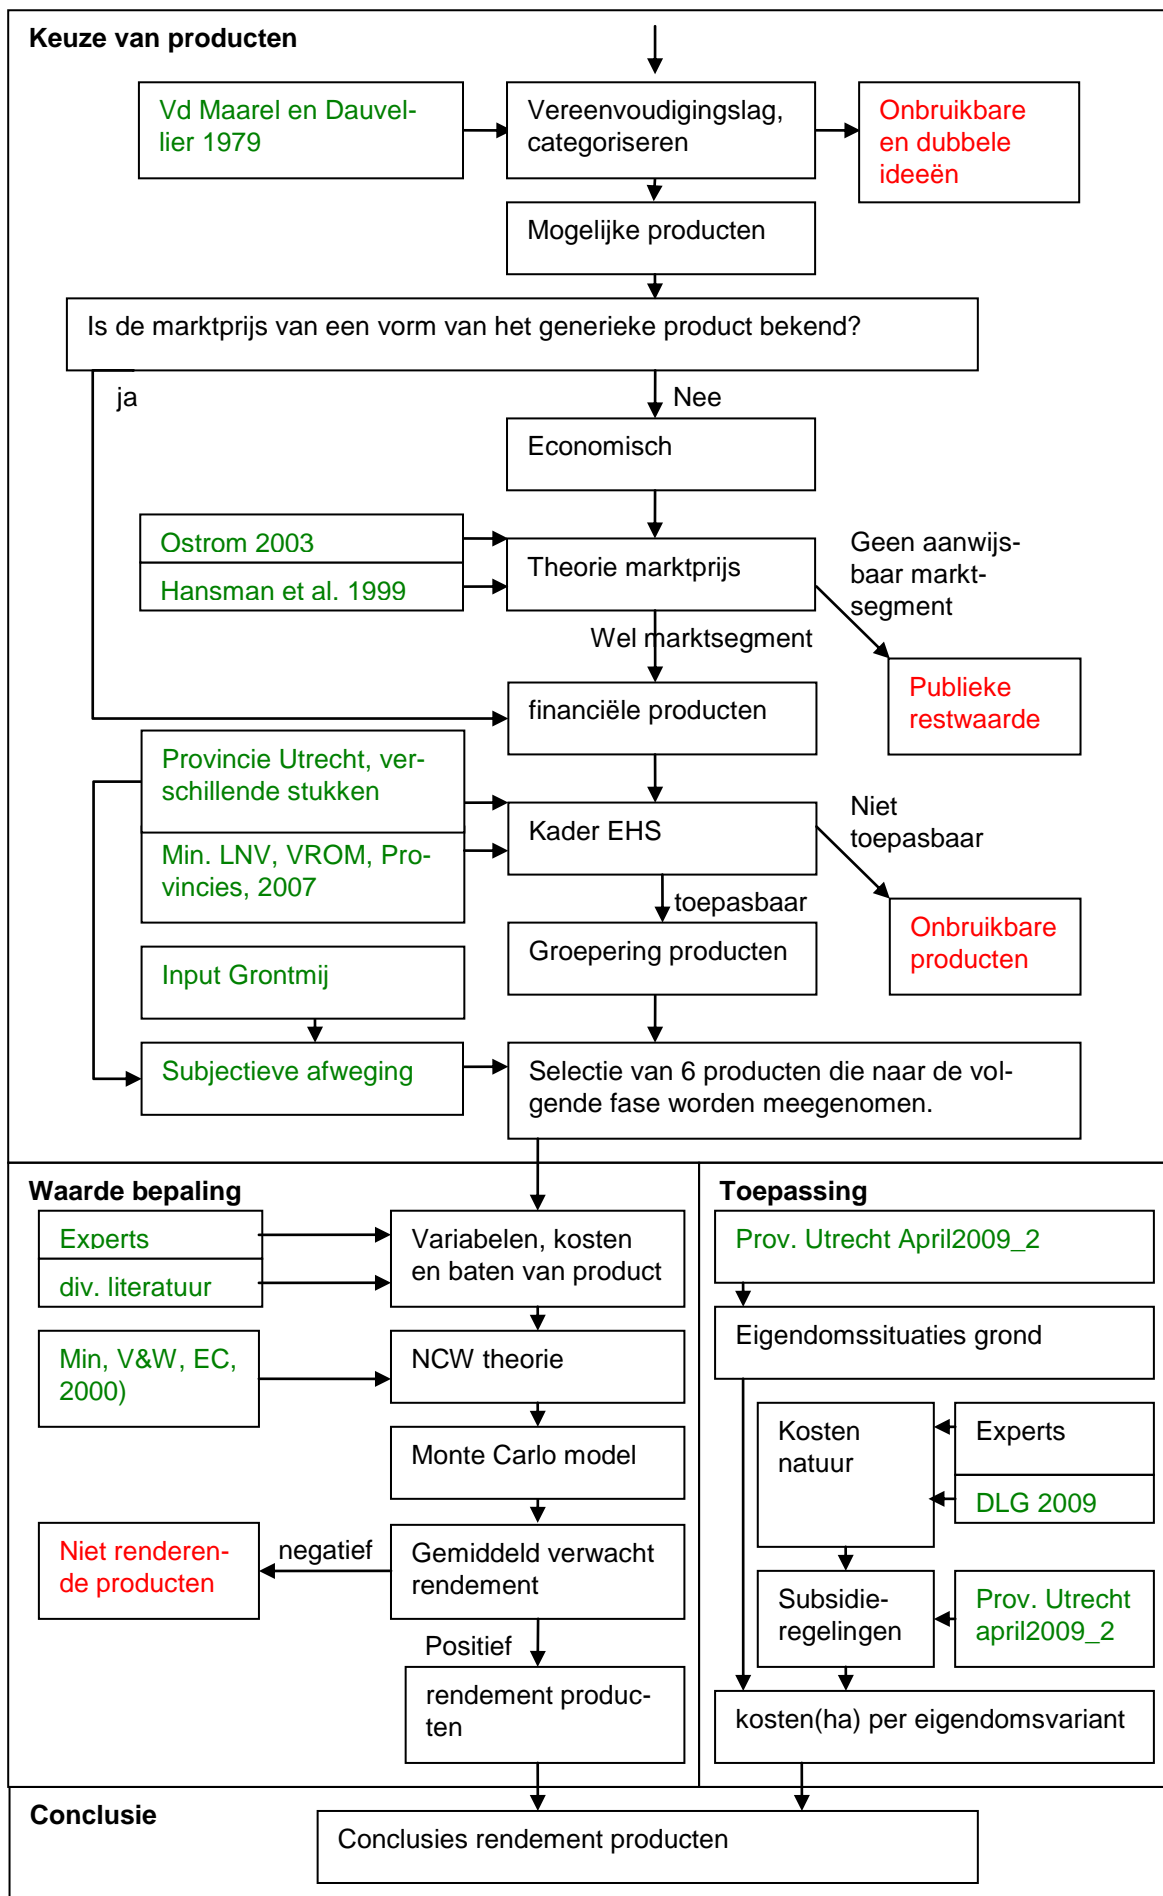 Keuze van producten
Vd Maarel en Dauvel-
lier 1979
Vereenvoudigingslag,
categoriseren
Onbruikbare
en dubbele
ideeën
Mogelijke producten
Is de marktprijs van een vorm van het generieke product bekend?
ja
Nee
Economisch
Ostrom 2003
Hansman et al. 1999
Theorie marktprijs
Geen aanwijs-
baar markt-
segment
Wel marktsegment
Publieke
restwaarde
financiële producten
Provincie Utrecht, ver-
schillende stukken
Min. LNV, VROM, Pro-
vincies, 2007
Kader EHS
Niet
toepasbaar
toepasbaar
Onbruikbare
producten
Groepering producten
Input Grontmij
Subjectieve afweging
Selectie van 6 producten die naar de vol-
gende fase worden meegenomen.
Waarde bepaling
Experts
div. literatuur
Variabelen, kosten
en baten van product
Min, V&W, EC,
2000)
NCW theorie
Monte Carlo model
Niet renderen-
de producten
negatief
Gemiddeld verwacht
rendement
Positief
rendement produc-
ten
Toepassing
Prov. Utrecht April2009_2
Eigendomssituaties grond
Kosten
natuur
Experts
DLG 2009
Subsidie-
regelingen
Prov. Utrecht
april2009_2
kosten(ha) per eigendomsvariant
Conclusie
Conclusies rendement producten